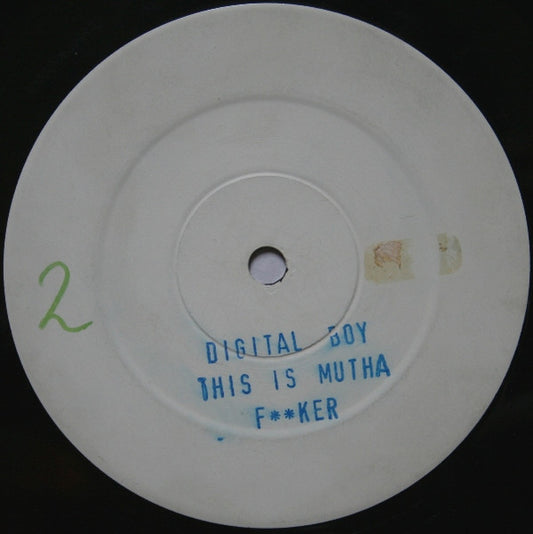 2
DIGITAL BOY
THIS IS MUTHA
F**KER